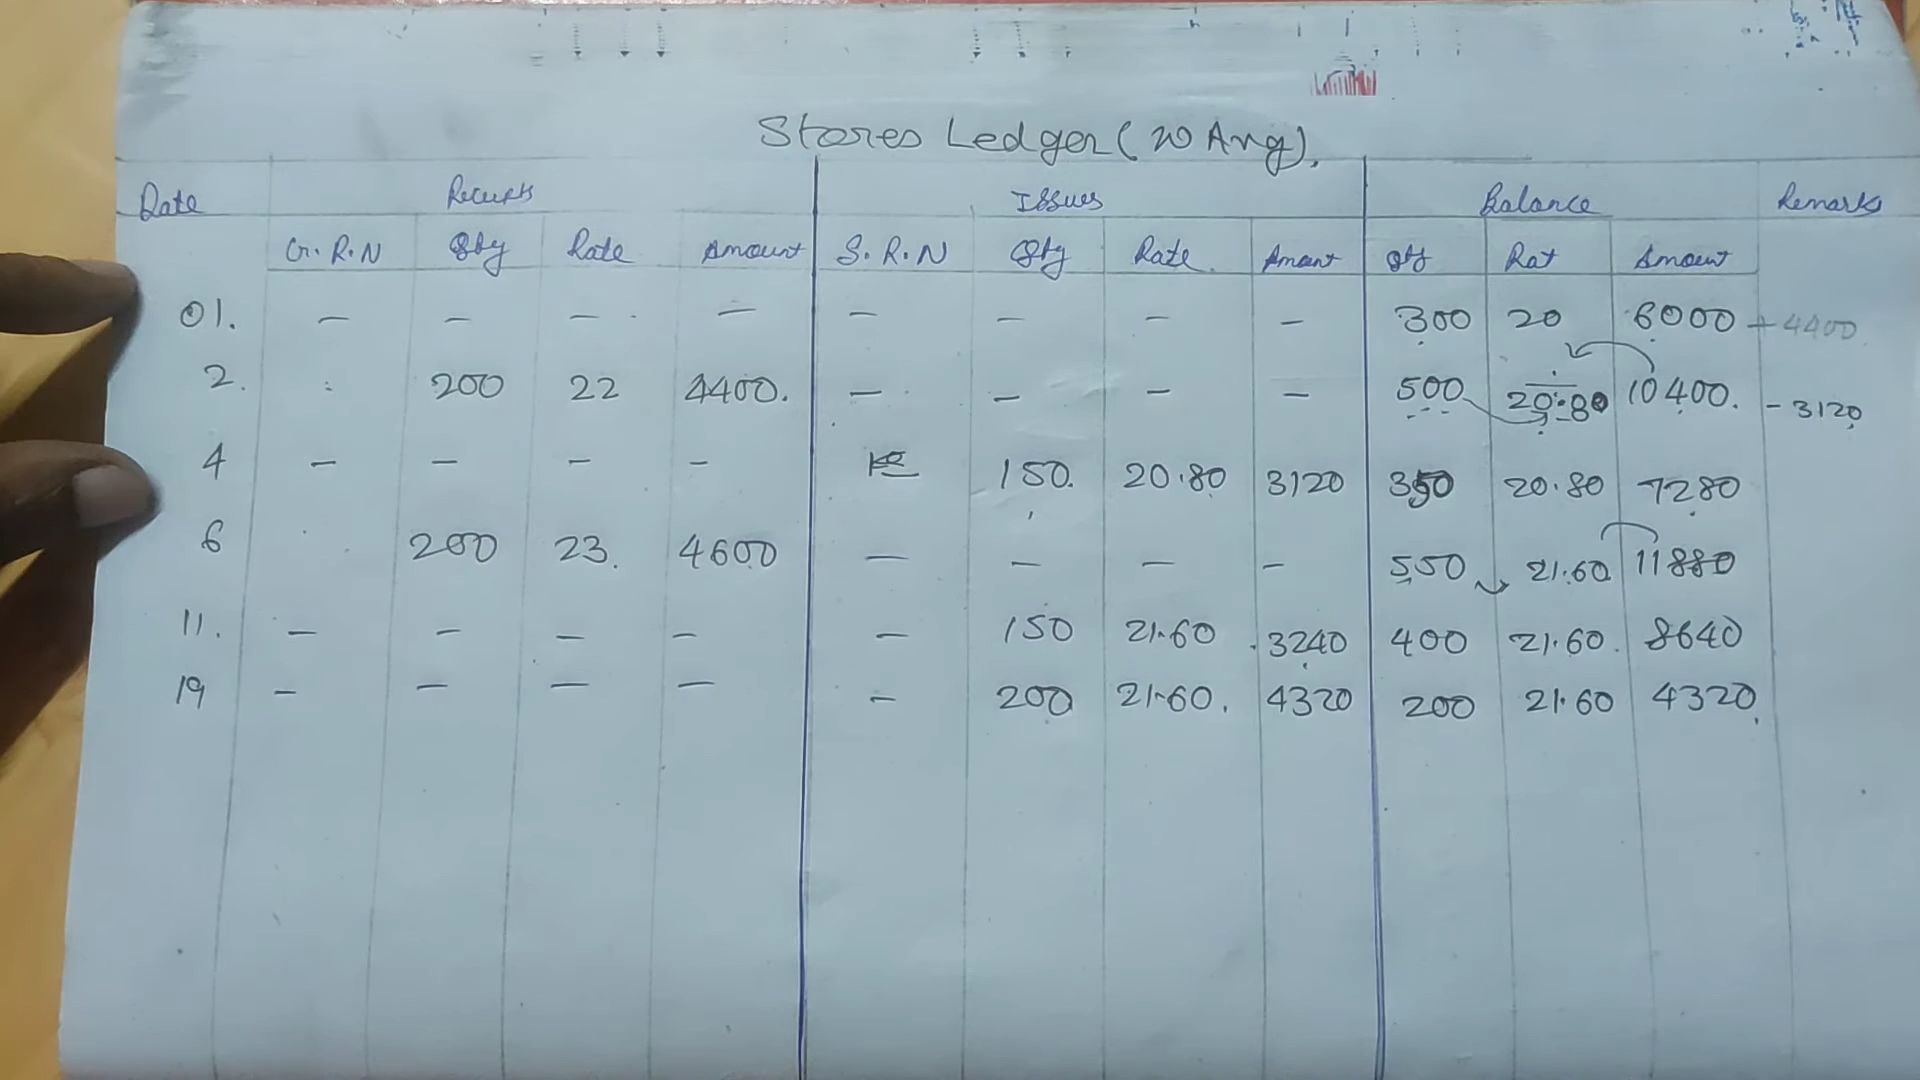 Stores Ledger (W Avg).
Date Receipts Issues Balance Remarks
G.R.N Qty Rate Amount S.R.N Qty Rate Amount Qty Rat Amount
01. - - - - - - - - 300 20 6000 + 4400
2. 200 22 4400. - - - - 500 20.80 10400. - 3120
4 - - - - 150. 20.80 3120 350 20.80 7280
6 200 23. 4600 - - - - 550 21.60 11880
11. - - - - - 150 21.60 3240 400 21.60. 8640
19 - - - - - 200 21.60. 4320 200 21.60 4320